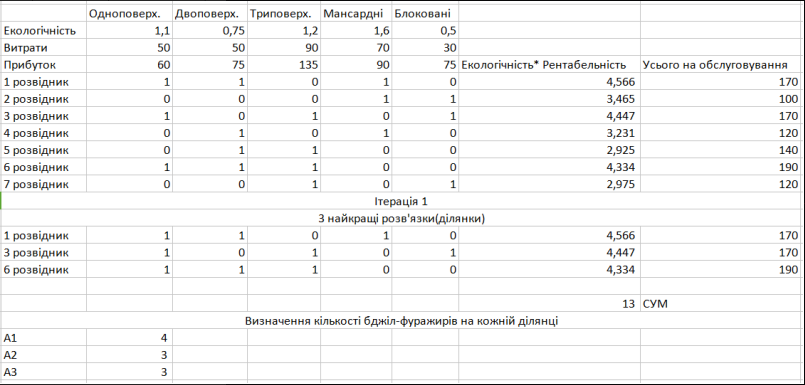 Одноповерх. Двоповерх. Триповерх. Мансардні Блоковані
Екологічність 1,1 0,75 1,2 1,6 0,5
Витрати 50 50 90 70 30
Прибуток 60 75 135 90 75 Екологічність* Рентабельність Усього на обслуговування
1 розвідник 1 1 0 1 0 4,566 170
2 розвідник 0 0 0 1 1 3,465 100
3 розвідник 1 0 1 0 1 4,447 170
4 розвідник 0 1 0 1 0 3,231 120
5 розвідник 0 1 1 0 0 2,925 140
6 розвідник 1 1 1 0 0 4,334 190
7 розвідник 0 0 1 0 1 2,975 120
Ітерація 1
3 найкращі розв'язки(ділянки)
1 розвідник 1 1 0 1 0 4,566 170
3 розвідник 1 0 1 0 1 4,447 170
6 розвідник 1 1 1 0 0 4,334 190
13 СУМ
Визначення кількості бджіл-фуражирів на кожній ділянці
А1 4
А2 3
А3 3